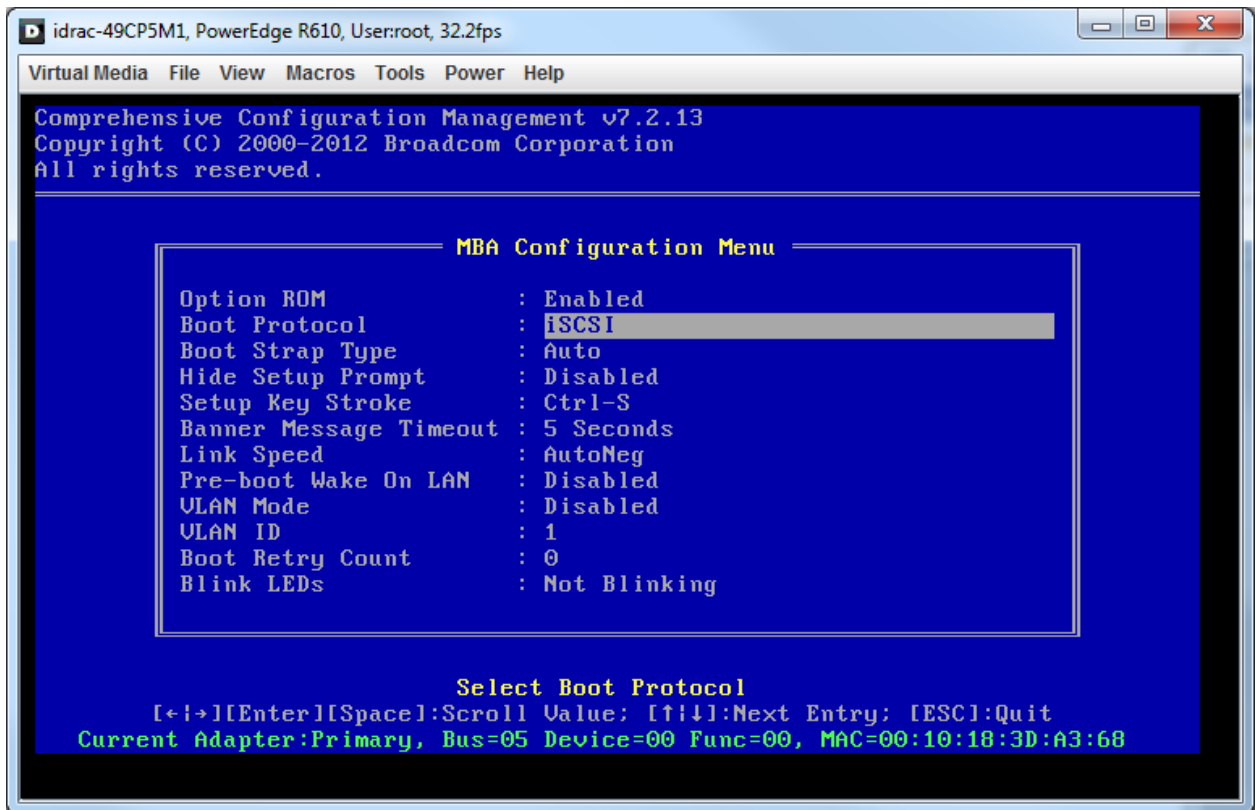 idrac-49CP5M1, PowerEdge R610, User:root, 32.2fps
Virtual Media File View Macros Tools Power Help
Comprehensive Configuration Management v7.2.13
Copyright (C) 2000-2012 Broadcom Corporation
All rights reserved.
MBA Configuration Menu
Option ROM : Enabled
Boot Protocol : iSCSI
Boot Strap Type : Auto
Hide Setup Prompt : Disabled
Setup Key Stroke : Ctrl-S
Banner Message Timeout : 5 Seconds
Link Speed : AutoNeg
Pre-boot Wake On LAN : Disabled
VLAN Mode : Disabled
VLAN ID : 1
Boot Retry Count : 0
Blink LEDs : Not Blinking
Select Boot Protocol
[←¦→][Enter][Space]:Scroll Value; [↑¦↓]:Next Entry; [ESC]:Quit
Current Adapter:Primary, Bus=05 Device=00 Func=00, MAC=00:10:18:3D:A3:68